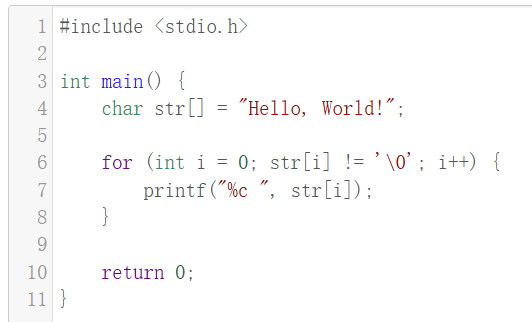 1 #include <stdio.h>
2
3 int main() {
4     char str[] = "Hello, World!";
5
6     for (int i = 0; str[i] != '\0'; i++) {
7         printf("%c ", str[i]);
8     }
9
10     return 0;
11 }